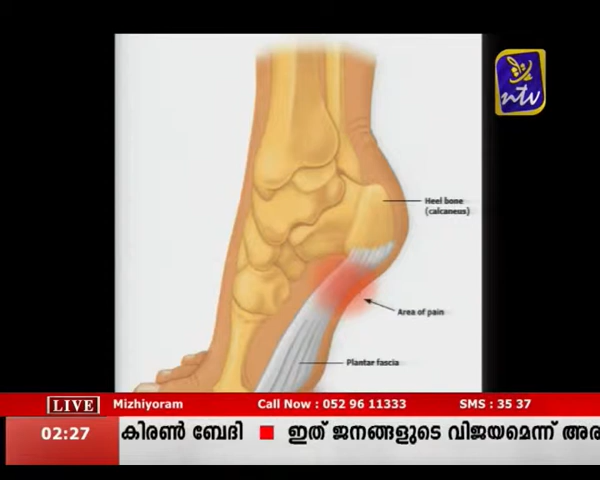 ntv
Heel bone
(calcaneus)
Area of pain
Plantar fascia
LIVE Mizhiyoram Call Now : 052 96 11333 SMS : 35 37
02:27 കിരൺ ബേദി ■ ഇത് ജനങ്ങളുടെ വിജയമെന്ന് അര